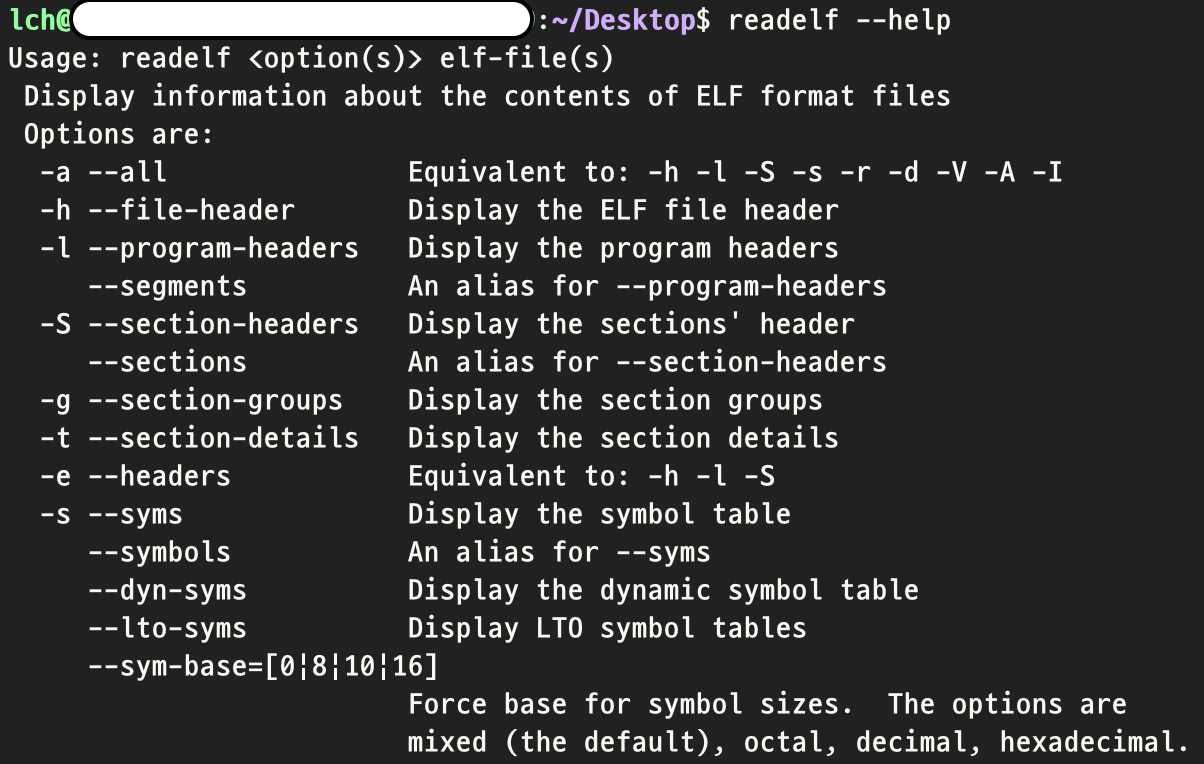 lch@:~/Desktop$ readelf --help
Usage: readelf <option(s)> elf-file(s)
 Display information about the contents of ELF format files
 Options are:
  -a --all               Equivalent to: -h -l -S -s -r -d -V -A -I
  -h --file-header       Display the ELF file header
  -l --program-headers   Display the program headers
     --segments          An alias for --program-headers
  -S --section-headers   Display the sections' header
     --sections          An alias for --section-headers
  -g --section-groups    Display the section groups
  -t --section-details   Display the section details
  -e --headers           Equivalent to: -h -l -S
  -s --syms              Display the symbol table
     --symbols           An alias for --syms
     --dyn-syms          Display the dynamic symbol table
     --lto-syms          Display LTO symbol tables
     --sym-base=[0|8|10|16]
                         Force base for symbol sizes.  The options are
                         mixed (the default), octal, decimal, hexadecimal.